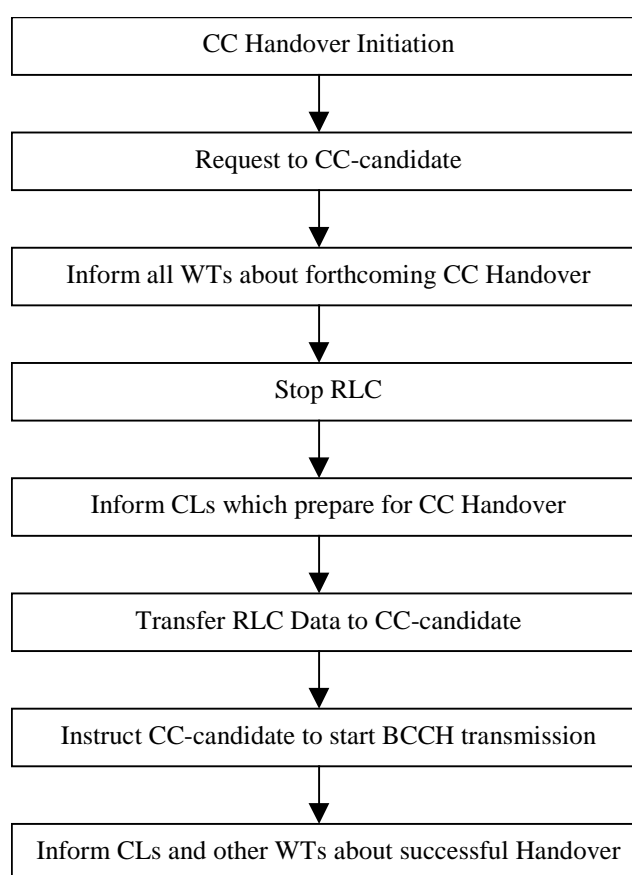 CC Handover Initiation
Request to CC-candidate
Inform all WTs about forthcoming CC Handover
Stop RLC
Inform CLs which prepare for CC Handover
Transfer RLC Data to CC-candidate
Instruct CC-candidate to start BCCH transmission
Inform CLs and other WTs about successful Handover